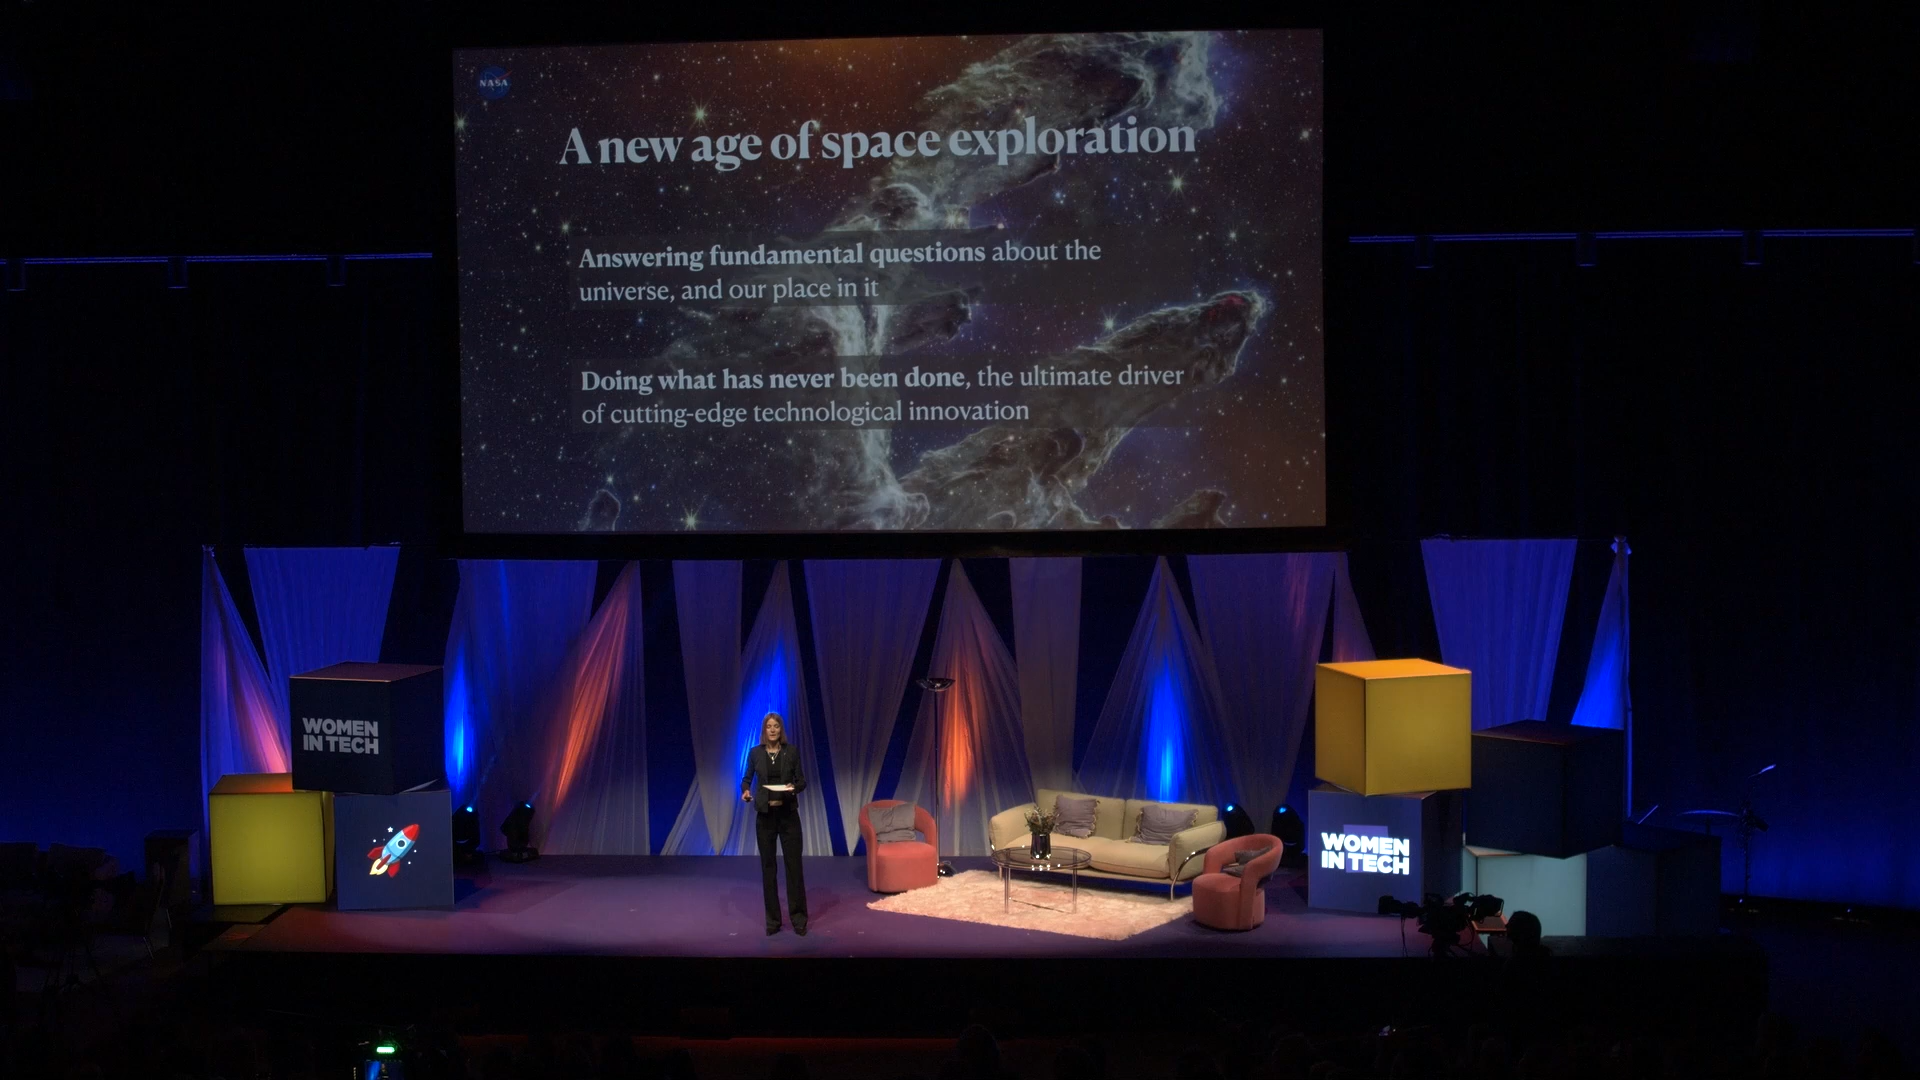 NASA
A new age of space exploration
Answering fundamental questions about the
universe, and our place in it
Doing what has never been done, the ultimate driver
of cutting-edge technological innovation
WOMEN
IN TECH
WOMEN
IN TECH